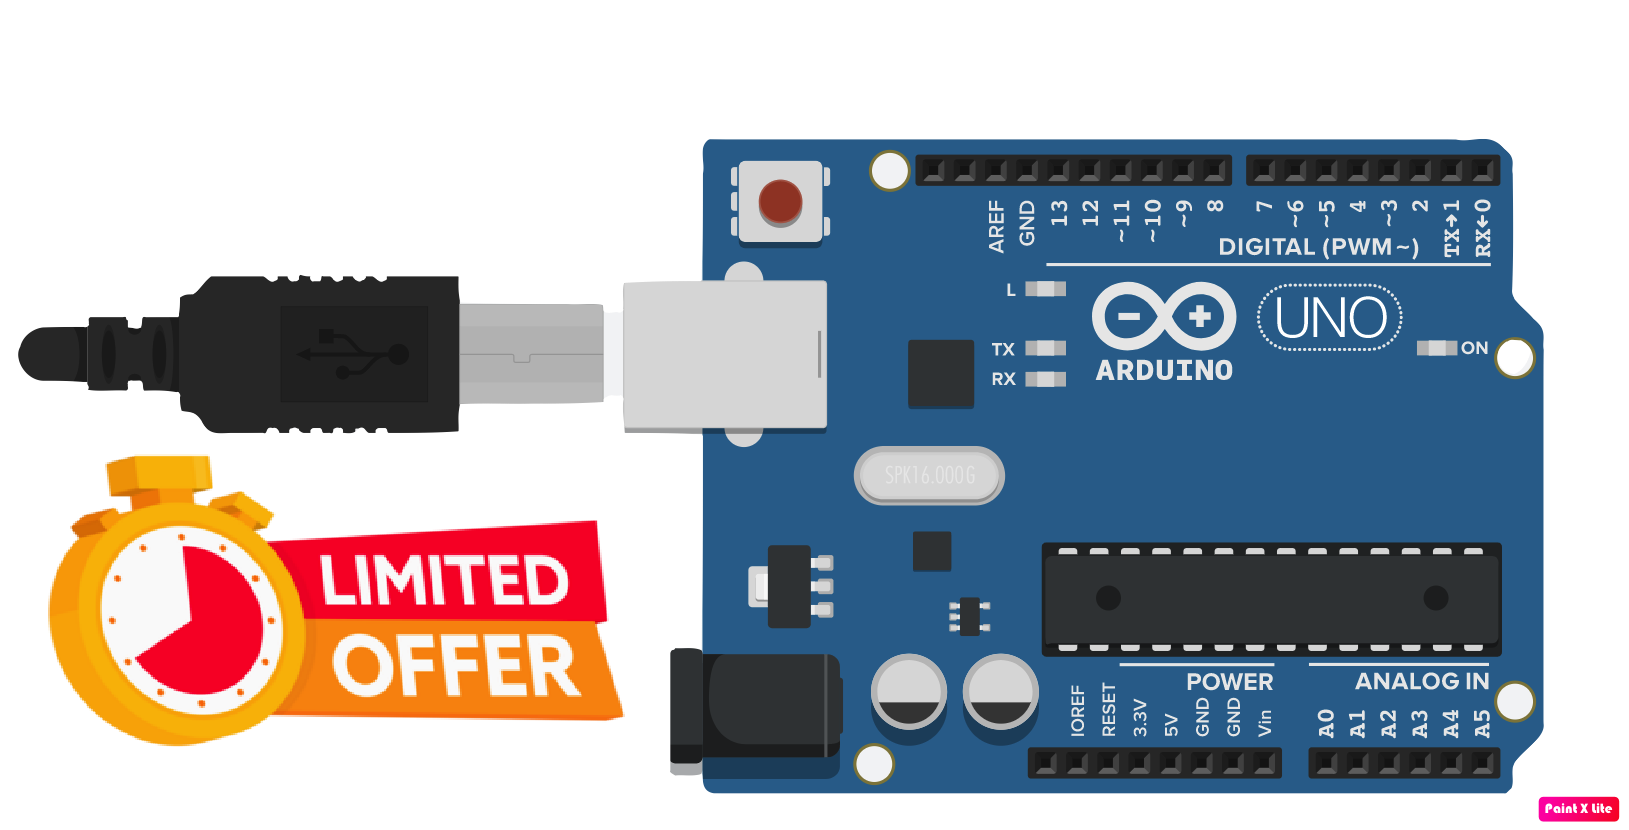 AREF
GND
13
12
~11
~10
~9
8
7
~6
~5
4
~3
2
TX→1
RX←0
DIGITAL (PWM~)
L
TX
RX
ARDUINO
UNO
ON
SPK16.000G
LIMITED
OFFER
POWER
ANALOG IN
IOREF
RESET
3.3V
5V
GND
GND
Vin
A0
A1
A2
A3
A4
A5
Paint X Lite